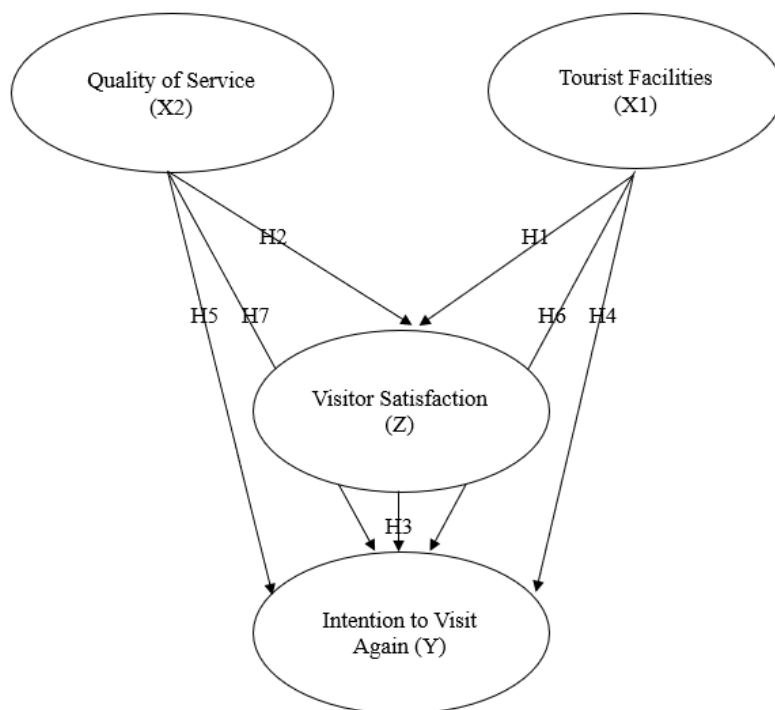 Quality of Service
(X2)
Tourist Facilities
(X1)
H2
H1
H5
H7
H6
H4
Visitor Satisfaction
(Z)
H3
Intention to Visit
Again (Y)